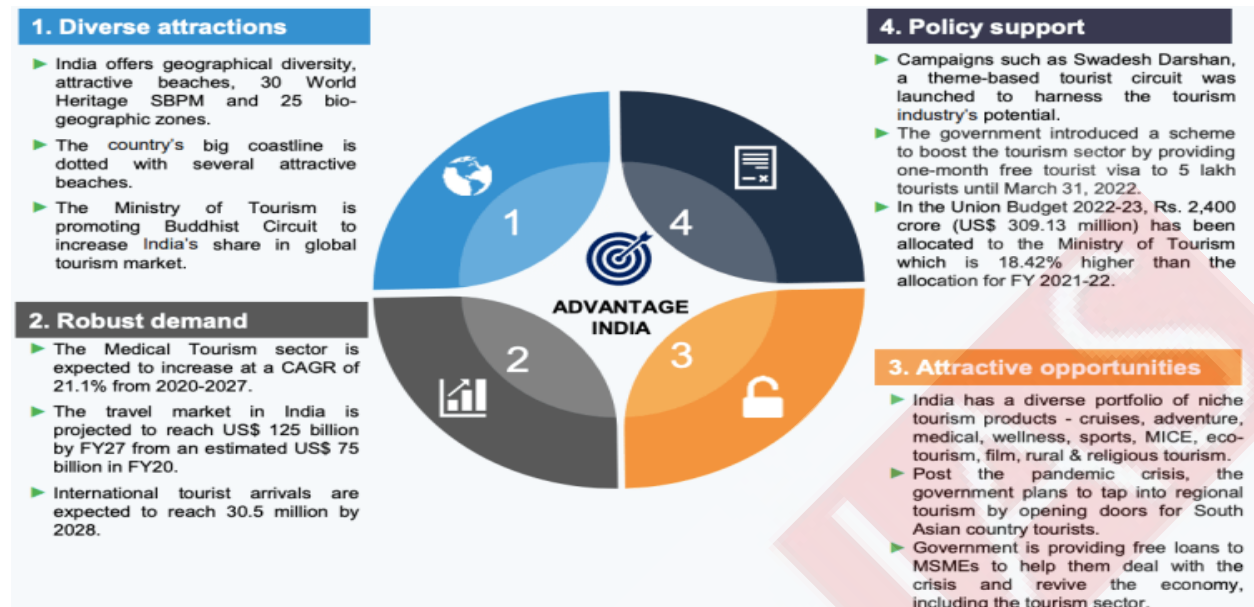 1. Diverse attractions
India offers geographical diversity,
attractive beaches, 30 World
Heritage SBPM and 25 bio-
geographic zones.
The country's big coastline is
dotted with several attractive
beaches.
The Ministry of Tourism is
promoting Buddhist Circuit to
increase India's share in global
tourism market.
2. Robust demand
The Medical Tourism sector is
expected to increase at a CAGR of
21.1% from 2020-2027.
The travel market in India is
projected to reach US$ 125 billion
by FY27 from an estimated US$ 75
billion in FY20.
International tourist arrivals are
expected to reach 30.5 million by
2028.
1
4
ADVANTAGE
INDIA
2
3
4. Policy support
Campaigns such as Swadesh Darshan,
a theme-based tourist circuit was
launched to harness the tourism
industry's potential.
The government introduced a scheme
to boost the tourism sector by providing
one-month free tourist visa to 5 lakh
tourists until March 31, 2022.
In the Union Budget 2022-23, Rs. 2,400
crore (US$ 309.13 million) has been
allocated to the Ministry of Tourism
which is 18.42% higher than the
allocation for FY 2021-22.
3. Attractive opportunities
India has a diverse portfolio of niche
tourism products - cruises, adventure,
medical, wellness, sports, MICE, eco-
tourism, film, rural & religious tourism.
Post the pandemic crisis, the
government plans to tap into regional
tourism by opening doors for South
Asian country tourists.
Government is providing free loans to
MSMEs to help them deal with the
crisis and revive the economy,
including the tourism sector.